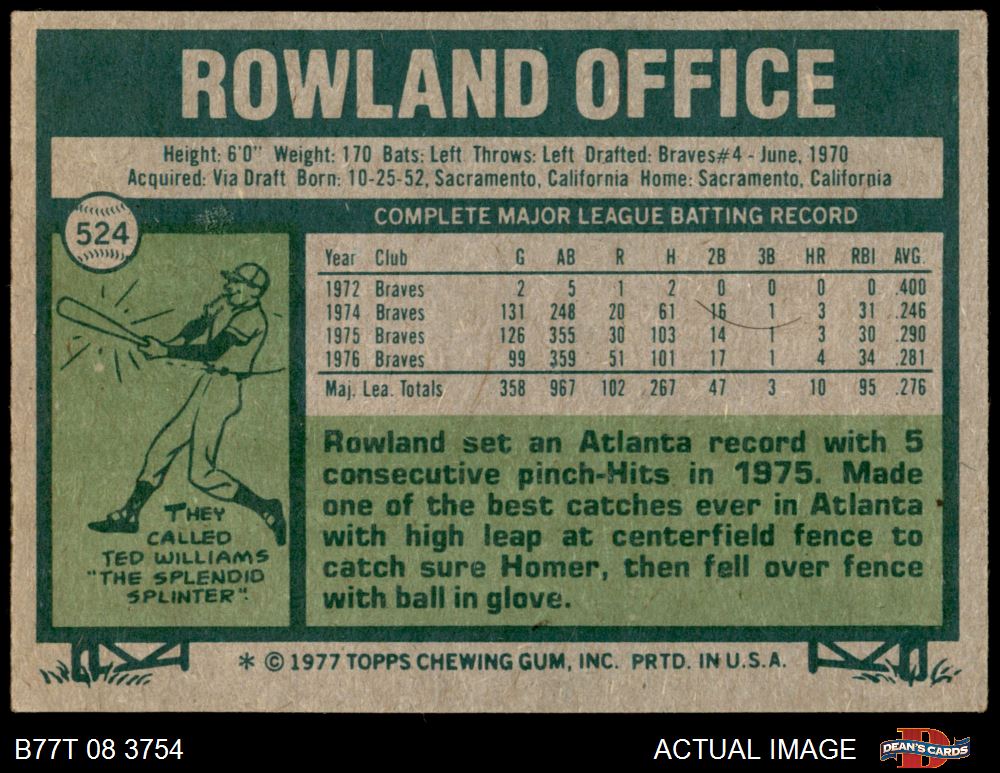 ROWLAND OFFICE
Height: 6'0" Weight: 170 Bats: Left Throws: Left Drafted: Braves#4 - June, 1970
Acquired: Via Draft Born: 10-25-52, Sacramento, California Home: Sacramento, California
524
COMPLETE MAJOR LEAGUE BATTING RECORD
Year Club G AB R H 2B 3B HR RBI AVG.
1972 Braves 2 5 1 2 0 0 0 0 .400
1974 Braves 131 248 20 61 16 1 3 31 .246
1975 Braves 126 355 30 103 14 1 3 30 .290
1976 Braves 99 359 51 101 17 1 4 34 .281
Maj. Lea. Totals 358 967 102 267 47 3 10 95 .276
THEY
CALLED
TED WILLIAMS
"THE SPLENDID
SPLINTER".
Rowland set an Atlanta record with 5
consecutive pinch-Hits in 1975. Made
one of the best catches ever in Atlanta
with high leap at centerfield fence to
catch sure Homer, then fell over fence
with ball in glove.
* © 1977 TOPPS CHEWING GUM, INC. PRTD. IN U.S.A.
B77T 08 3754
ACTUAL IMAGE
DEAN'S CARDS